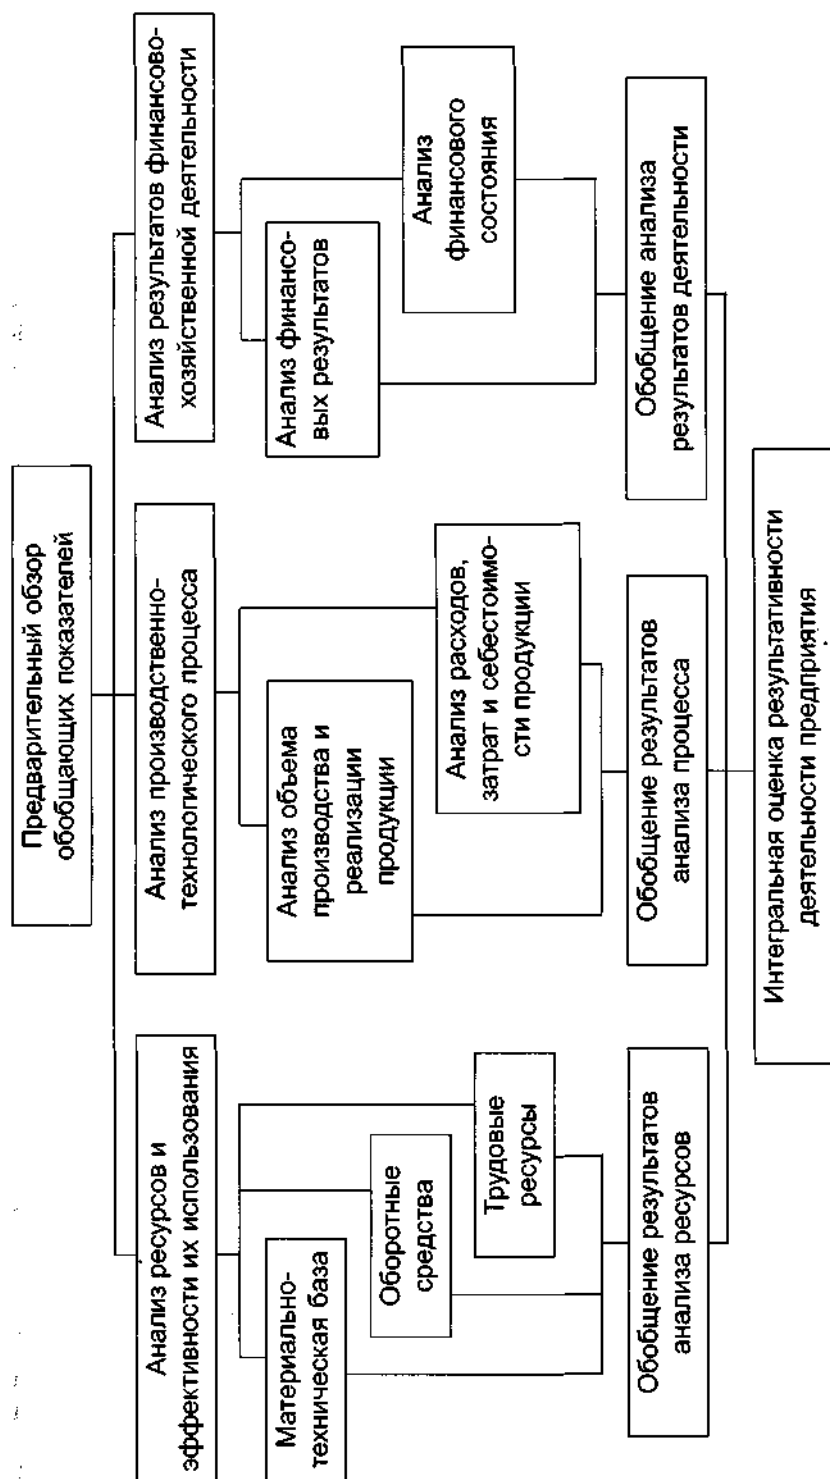 Предварительный обзор
обобщающих показателей
Анализ ресурсов и
эффективности их использования
Материально-
техническая база
Оборотные
средства
Трудовые
ресурсы
Обобщение результатов
анализа ресурсов
Анализ производственно-
технологического процесса
Анализ объема
производства и
реализации
продукции
Анализ расходов,
затрат и себестоимо-
сти продукции
Обобщение результатов
анализа процесса
Анализ результатов финансово-
хозяйственной деятельности
Анализ финансо-
вых результатов
Анализ
финансового
состояния
Обобщение анализа
результатов деятельности
Интегральная оценка результативности
деятельности предприятия